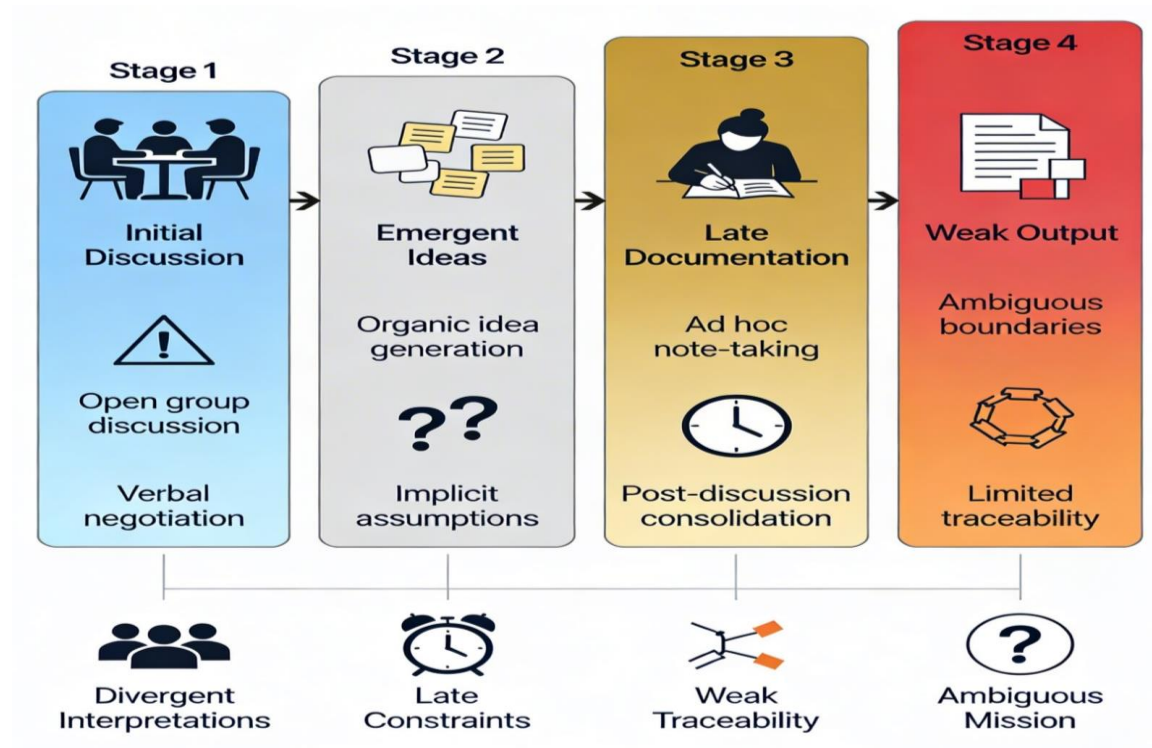 Stage 1
Initial
Discussion
Open group
discussion
Verbal
negotiation
Stage 2
Emergent
Ideas
Organic idea
generation
??
Implicit
assumptions
Stage 3
Late
Documentation
Ad hoc
note-taking
Post-discussion
consolidation
Stage 4
Weak Output
Ambiguous
boundaries
Limited
traceability
Divergent
Interpretations
Late
Constraints
Weak
Traceability
?
Ambiguous
Mission